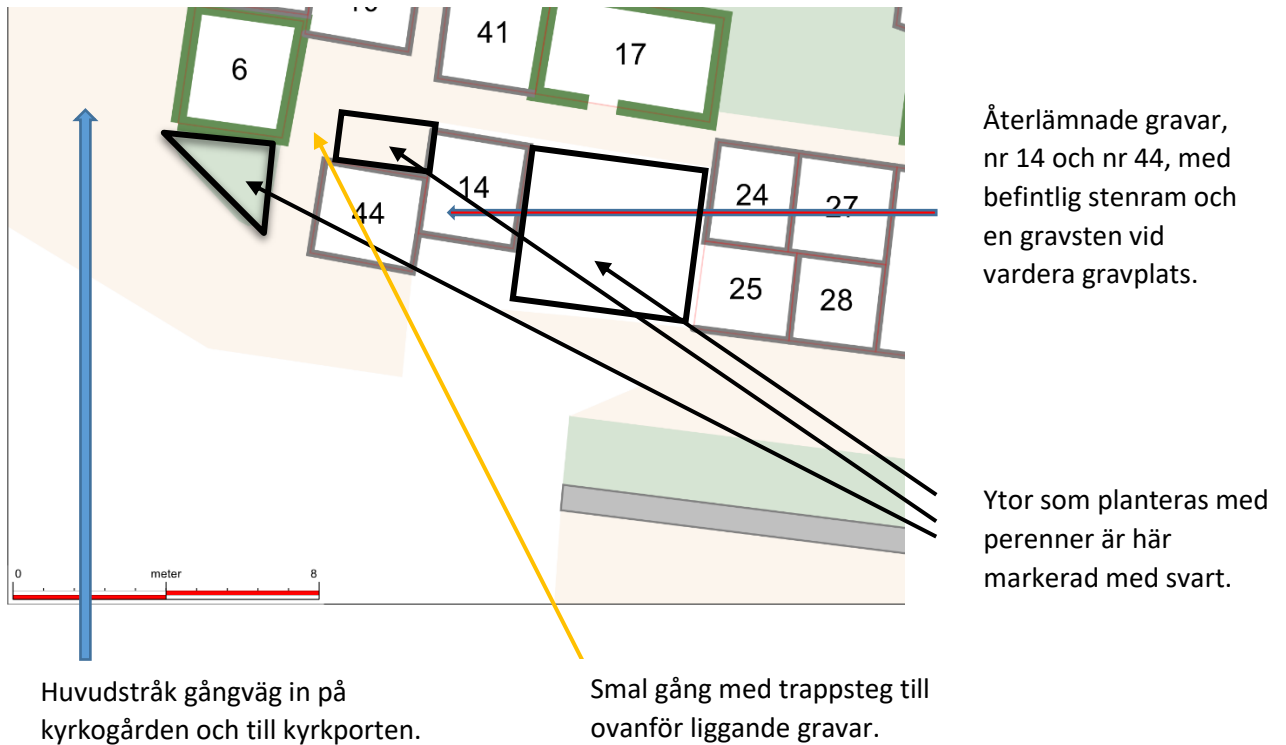 6
41
17
Återlämnade gravar,
nr 14 och nr 44, med
befintlig stenram och
en gravsten vid
vardera gravplats.
14
44
24
27
25
28
Ytor som planteras med
perenner är här
markerad med svart.
0 meter 8
Huvudstråk gångväg in på
kyrkogården och till kyrkporten.
Smal gång med trappsteg till
ovanför liggande gravar.